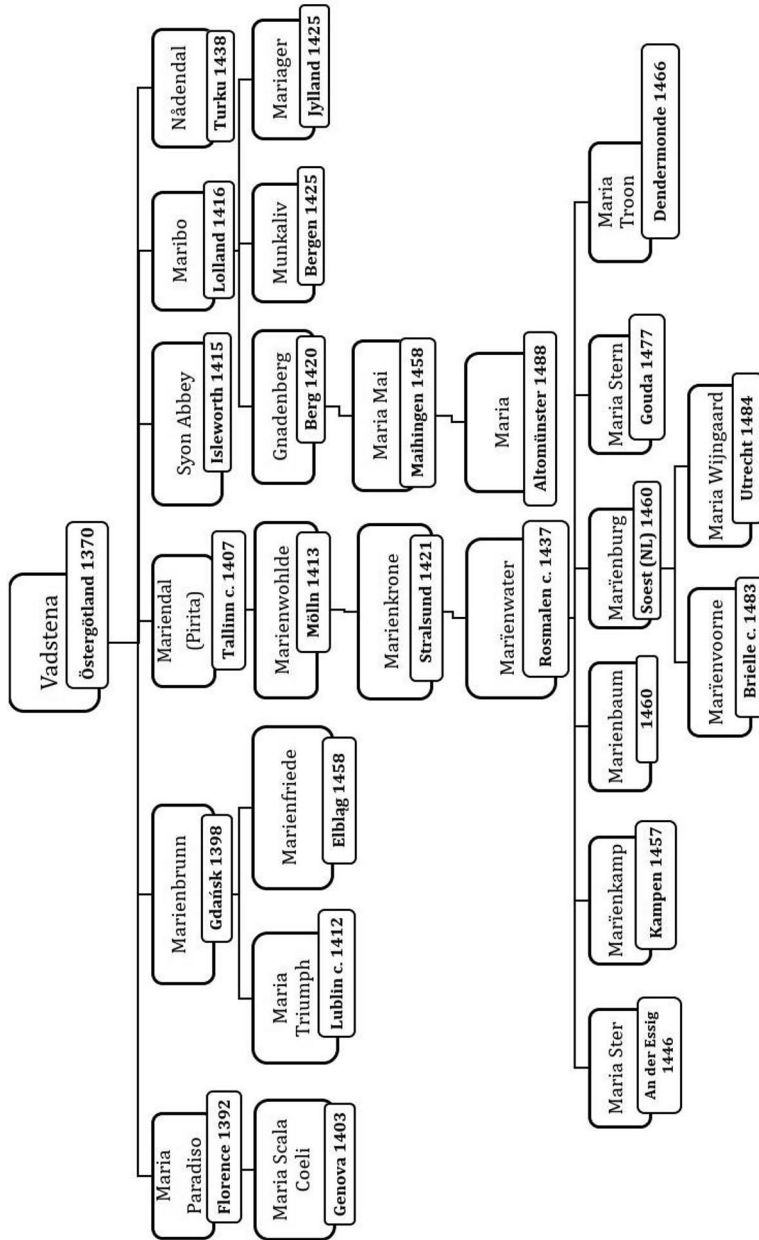 Vadstena
Östergötland 1370
Maria
Paradiso
Florence 1392
Marienbrunn
Gdańsk 1398
Mariendal
(Pirita)
Tallinn c. 1407
Syon Abbey
Isleworth 1415
Maribo
Lolland 1416
Nådendal
Turku 1438
Maria Scala
Coeli
Genova 1403
Maria
Triumph
Lublin c. 1412
Marienfriede
Elbląg 1458
Marienwohlde
Mölln 1413
Gnadenberg
Berg 1420
Munkaliv
Bergen 1425
Mariager
Jylland 1425
Marienkrone
Stralsund 1421
Maria Mai
Maihingen 1458
Marïenwater
Rosmalen c. 1437
Maria
Altomünster 1488
Maria Ster
An der Essig
1446
Marïenkamp
Kampen 1457
Marienbaum
1460
Marïenburg
Soest (NL) 1460
Maria Stern
Gouda 1477
Maria
Troon
Dendermonde 1466
Marïenvoorne
Brielle c. 1483
Maria Wijngaard
Utrecht 1484